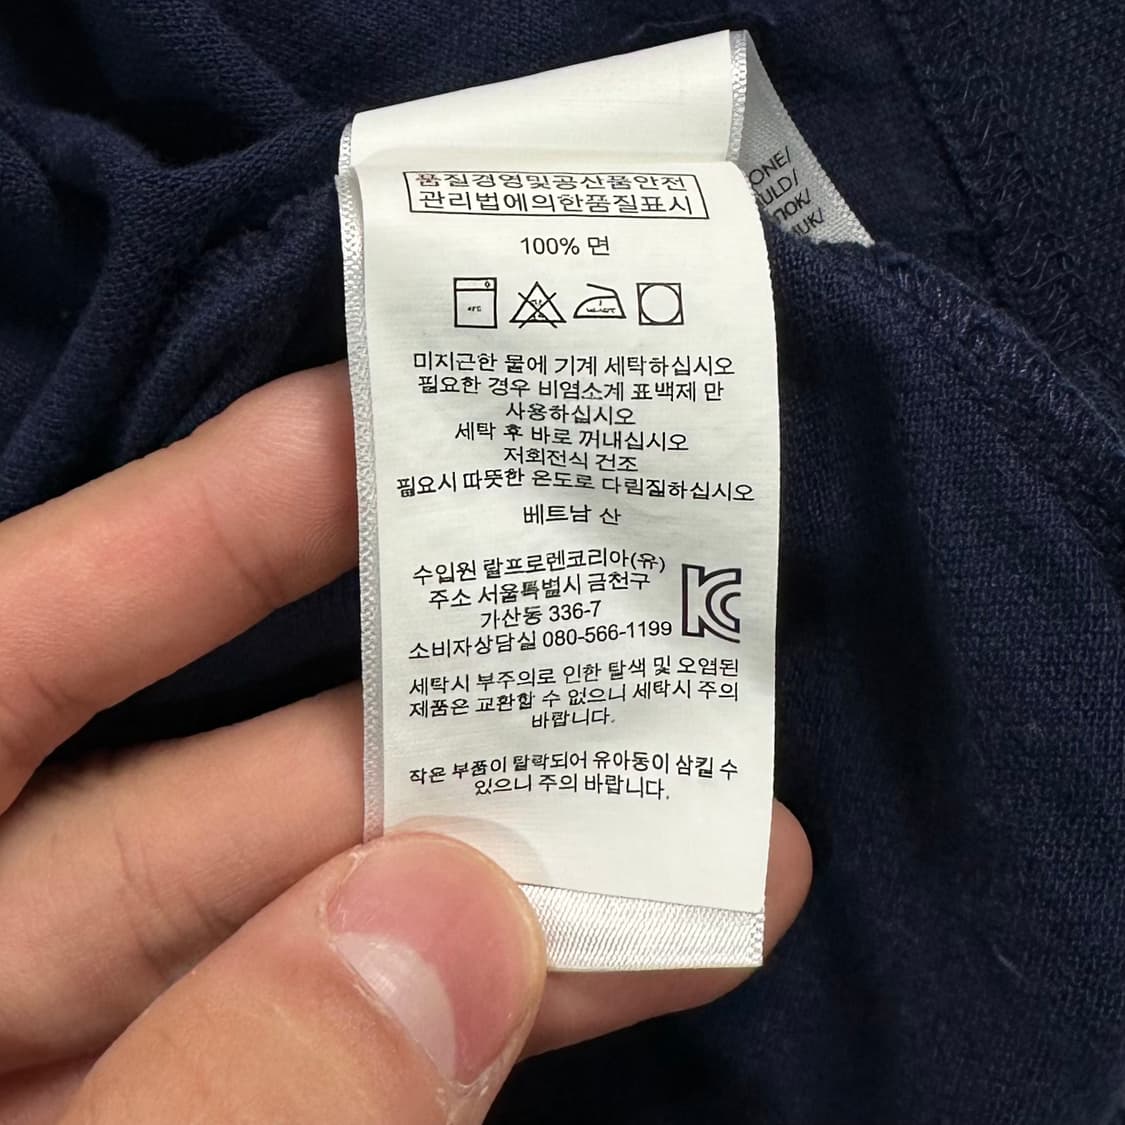 품질경영및공산품안전
관리법에의한품질표시
100% 면
미지근한 물에 기계 세탁하십시오
필요한 경우 비염소계 표백제 만
사용하십시오
세탁 후 바로 꺼내십시오
저회전식 건조
필요시 따뜻한 온도로 다림질하십시오
베트남 산
수입원 랄프로렌코리아(유)
주소 서울특별시 금천구
가산동 336-7
소비자상담실 080-566-1199
KC
세탁시 부주의로 인한 탈색 및 오염된
제품은 교환할 수 없으니 세탁시 주의
바랍니다.
작은 부품이 탈락되어 유아동이 삼킬 수
있으니 주의 바랍니다.